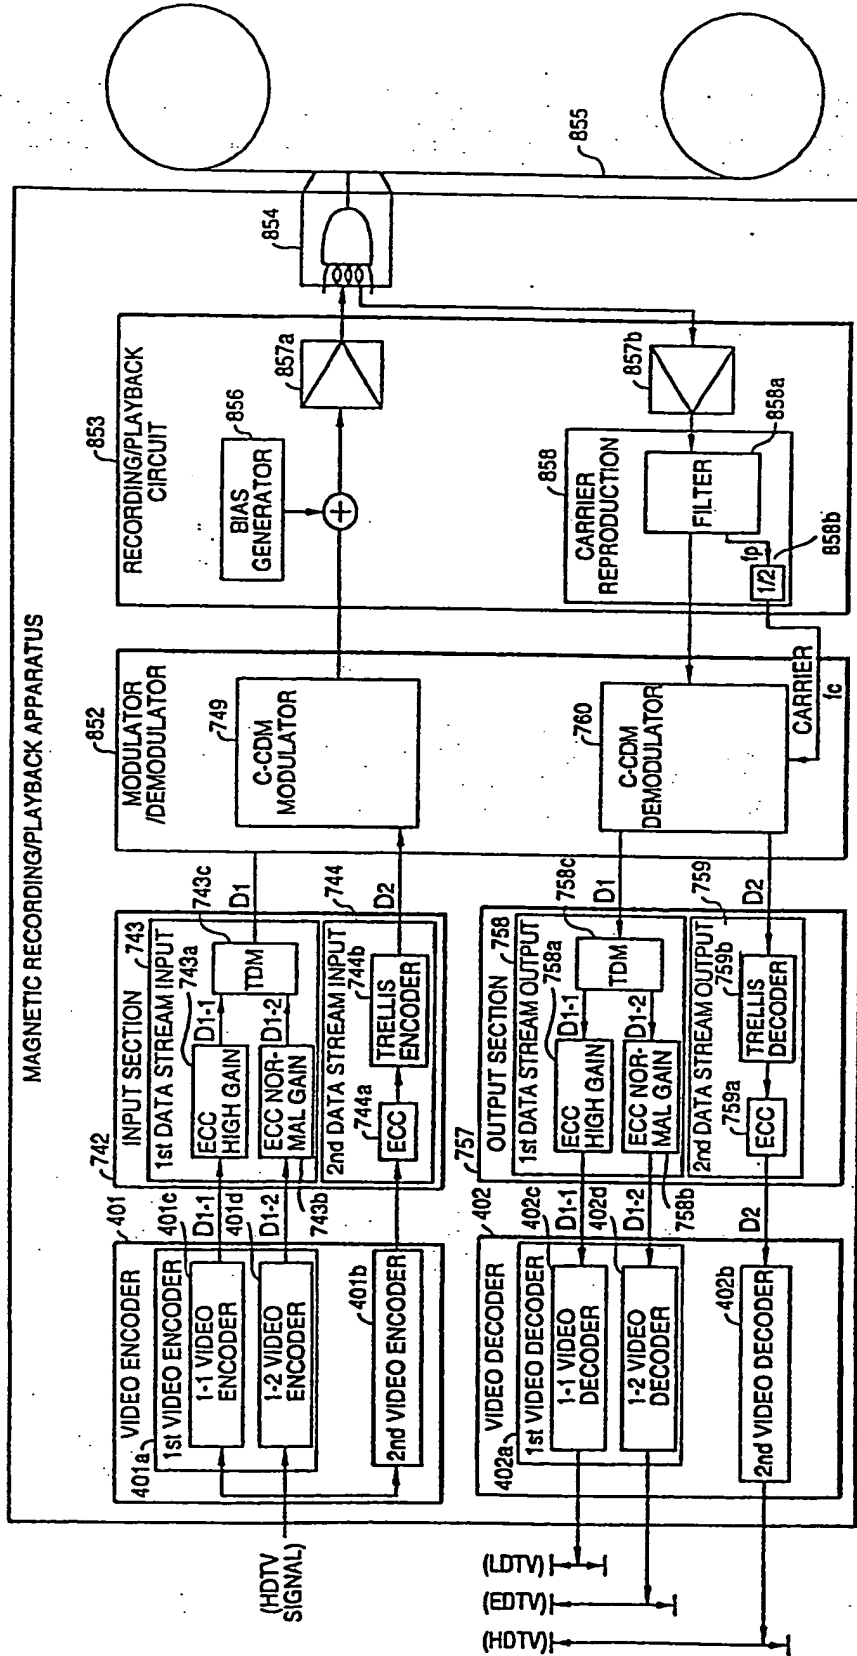 MAGNETIC RECORDING/PLAYBACK APPARATUS
(HDTV
SIGNAL)
VIDEO ENCODER
401
401a
1st VIDEO ENCODER
1-1 VIDEO
ENCODER
401c
1-2 VIDEO
ENCODER
401d
2nd VIDEO ENCODER
401b
D1-1
D1-2
742
INPUT SECTION
743
1st DATA STREAM INPUT
743a
ECC
HIGH GAIN
ECC NOR-
MAL GAIN
743b
D1-1
D1-2
743c
TDM
D1
2nd DATA STREAM INPUT
744
744a
ECC
744b
TRELLIS
ENCODER
D2
852
MODULATOR
/DEMODULATOR
749
C-CDM
MODULATOR
853
RECORDING/PLAYBACK
CIRCUIT
856
BIAS
GENERATOR
+
857a
854
855
857b
858
CARRIER
REPRODUCTION
858a
FILTER
fp
1/2
858b
CARRIER
fc
760
C-CDM
DEMODULATOR
D1
D2
757
OUTPUT SECTION
758
1st DATA STREAM OUTPUT
758a
758c
TDM
D1-1
D1-2
ECC
HIGH GAIN
ECC NOR-
MAL GAIN
758b
2nd DATA STREAM OUTPUT
759
759b
TRELLIS
DECODER
759a
ECC
D1-1
D1-2
D2
VIDEO DECODER
402
402a
1st VIDEO DECODER
402c
1-1 VIDEO
DECODER
402d
1-2 VIDEO
DECODER
402b
2nd VIDEO DECODER
(LDTV)
(EDTV)
(HDTV)